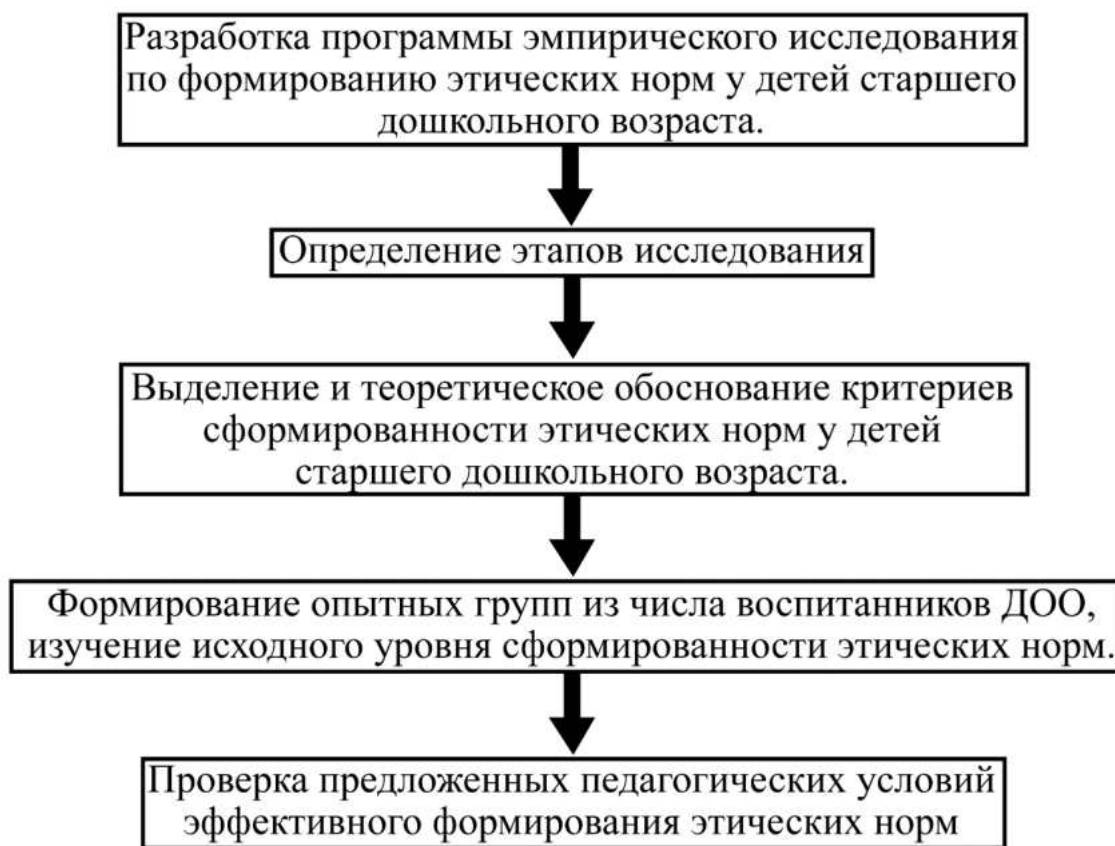 Разработка программы эмпирического исследования
по формированию этических норм у детей старшего
дошкольного возраста.
Определение этапов исследования
Выделение и теоретическое обоснование критериев
сформированности этических норм у детей
старшего дошкольного возраста.
Формирование опытных групп из числа воспитанников ДОО,
изучение исходного уровня сформированности этических норм.
Проверка предложенных педагогических условий
эффективного формирования этических норм